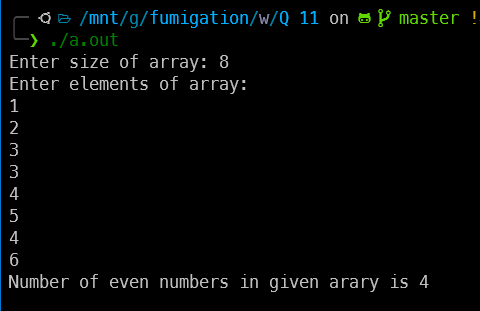 /mnt/g/fumigation/w/Q 11 on master !
❯ ./a.out
Enter size of array: 8
Enter elements of array:
1
2
3
3
4
5
4
6
Number of even numbers in given arary is 4